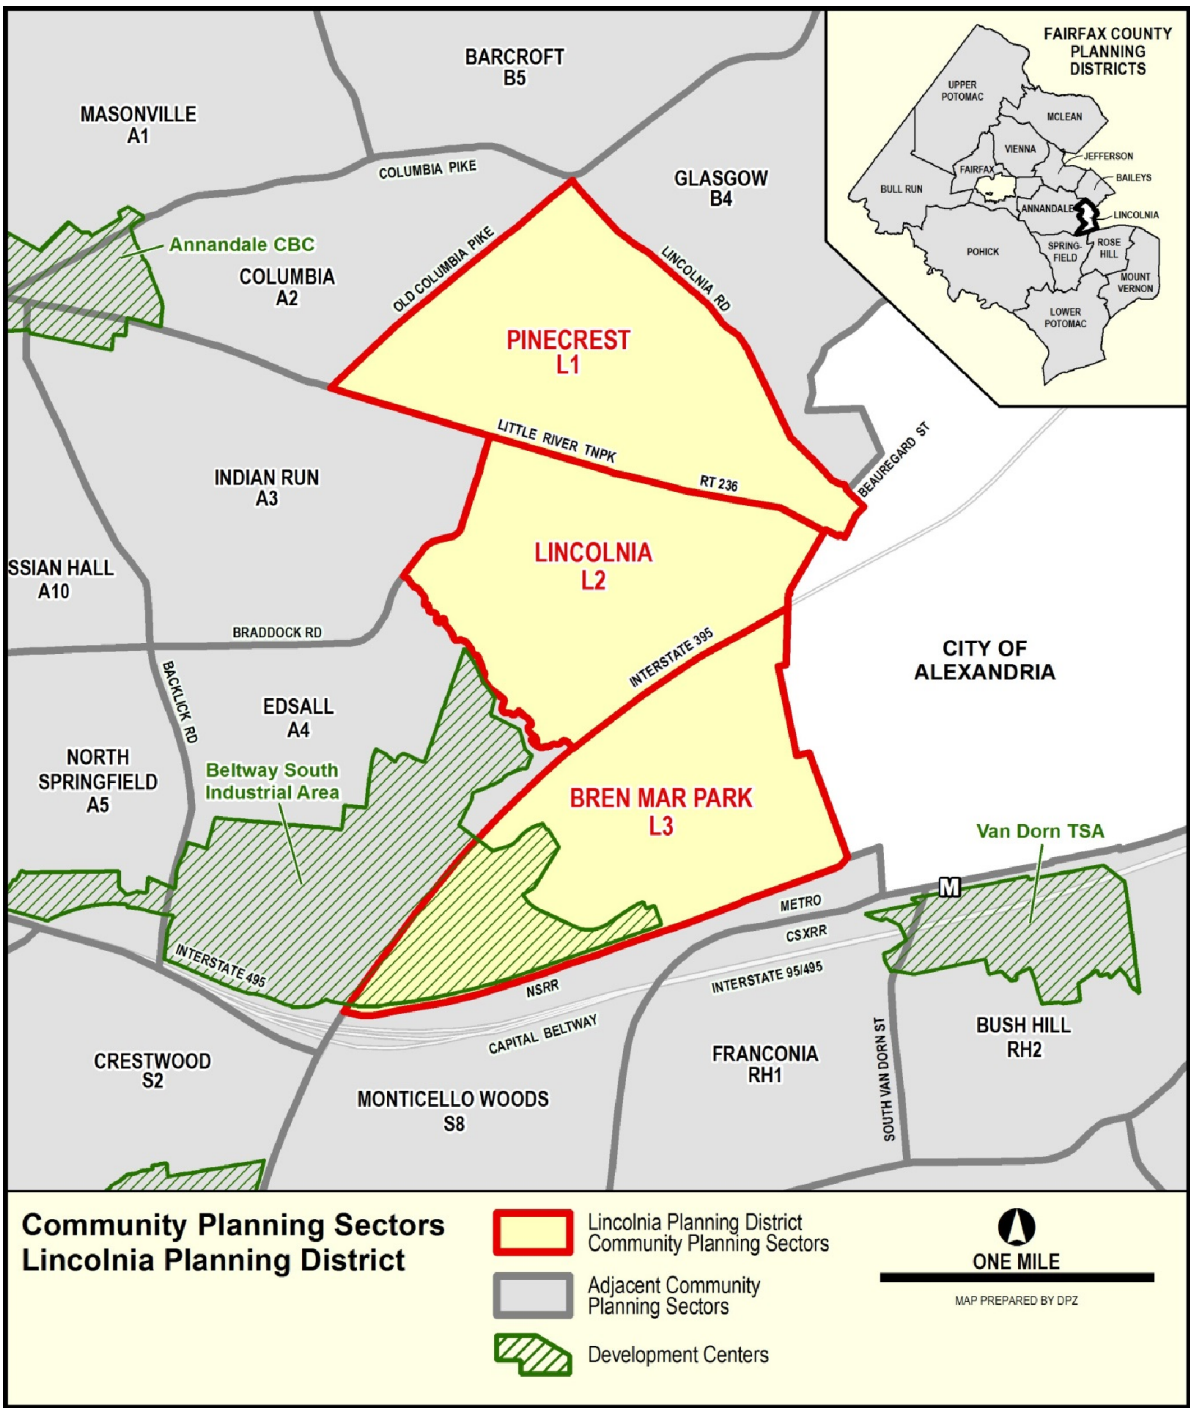 BARCROFT
B5
MASONVILLE
A1
COLUMBIA PIKE
GLASGOW
B4
Annandale CBC
COLUMBIA
A2
OLD COLUMBIA PIKE
LINCOLNIA RD
PINECREST
L1
LITTLE RIVER TNPK
RT 236
BEAUREGARD ST
INDIAN RUN
A3
LINCOLNIA
L2
SSIAN HALL
A10
BRADDOCK RD
INTERSTATE 395
CITY OF
ALEXANDRIA
BACKLICK RD
EDSALL
A4
NORTH
SPRINGFIELD
A5
Beltway South
Industrial Area
BREN MAR PARK
L3
Van Dorn TSA
M
METRO
CSXRR
INTERSTATE 495
NSRR
INTERSTATE 95/495
CAPITAL BELTWAY
SOUTH VAN DORN ST
BUSH HILL
RH2
FRANCONIA
RH1
CRESTWOOD
S2
MONTICELLO WOODS
S8
FAIRFAX COUNTY
PLANNING
DISTRICTS
UPPER
POTOMAC
MCLEAN
VIENNA
JEFFERSON
FAIRFAX
BAILEYS
BULL RUN
ANNANDALE
LINCOLNIA
POHICK
SPRING-
FIELD
ROSE
HILL
MOUNT
VERNON
LOWER
POTOMAC
Community Planning Sectors
Lincolnia Planning District
Lincolnia Planning District
Community Planning Sectors
Adjacent Community
Planning Sectors
Development Centers
ONE MILE
MAP PREPARED BY DPZ